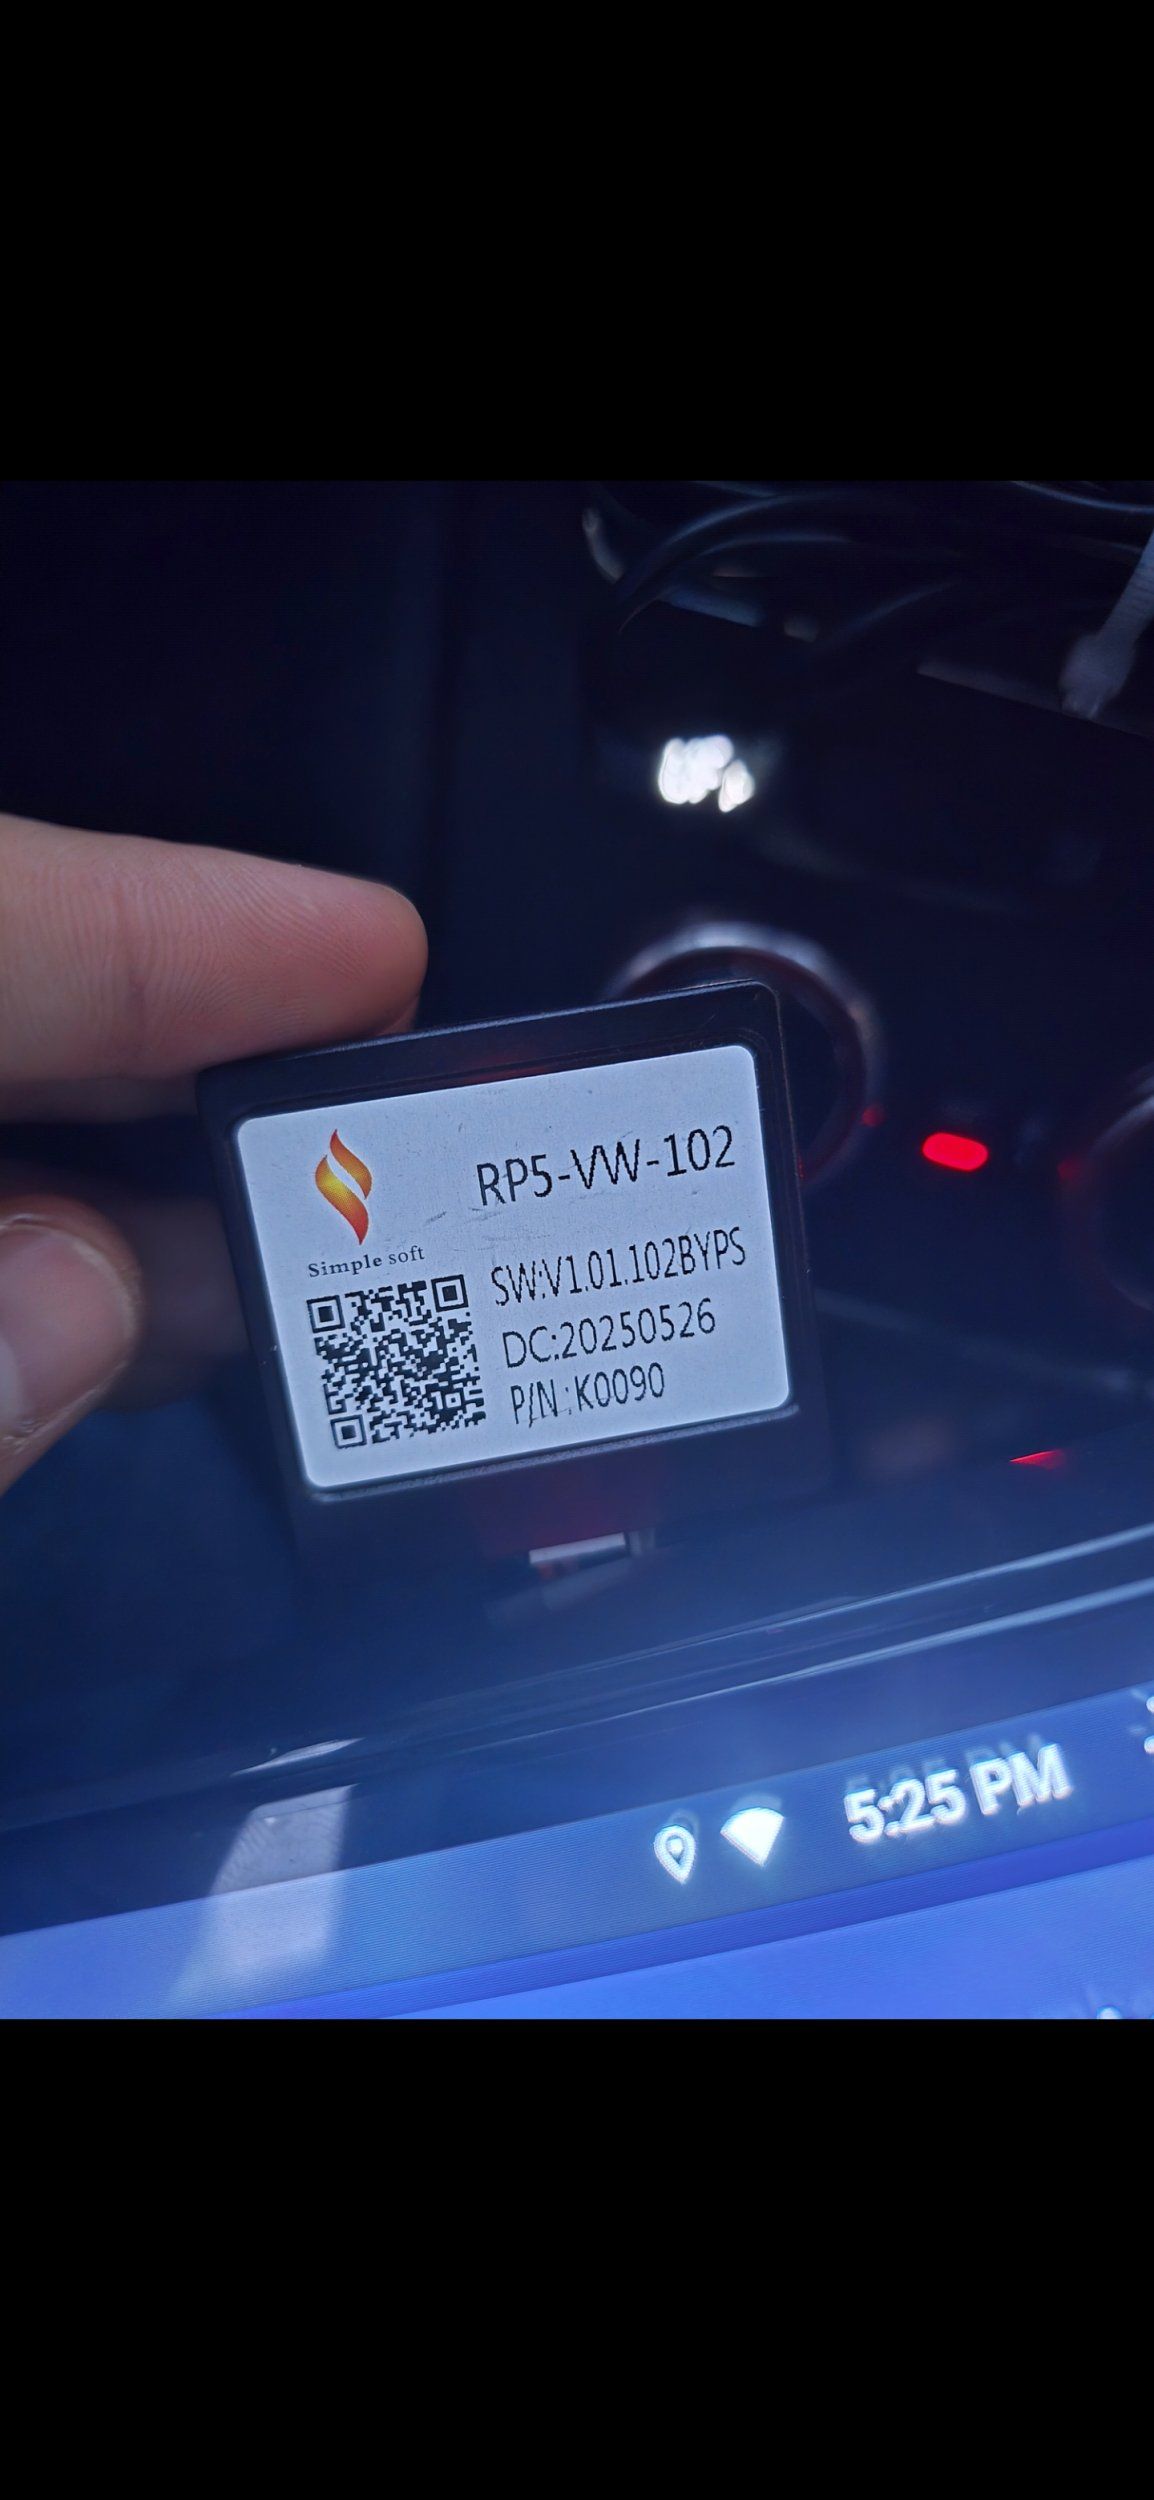 RP5-VW-102
Simple soft
SW:V1.01.102BYPS
DC:20250526
P/N:K0090
5:25 PM